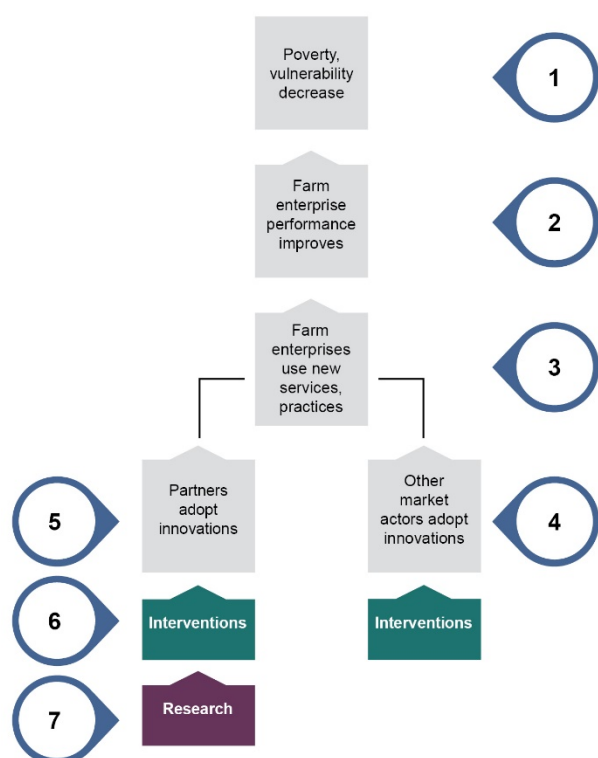 Poverty,
vulnerability
decrease
1
Farm
enterprise
performance
improves
2
Farm
enterprises
use new
services,
practices
3
5
Partners
adopt
innovations
Other
market
actors adopt
innovations
4
6
Interventions
Interventions
7
Research